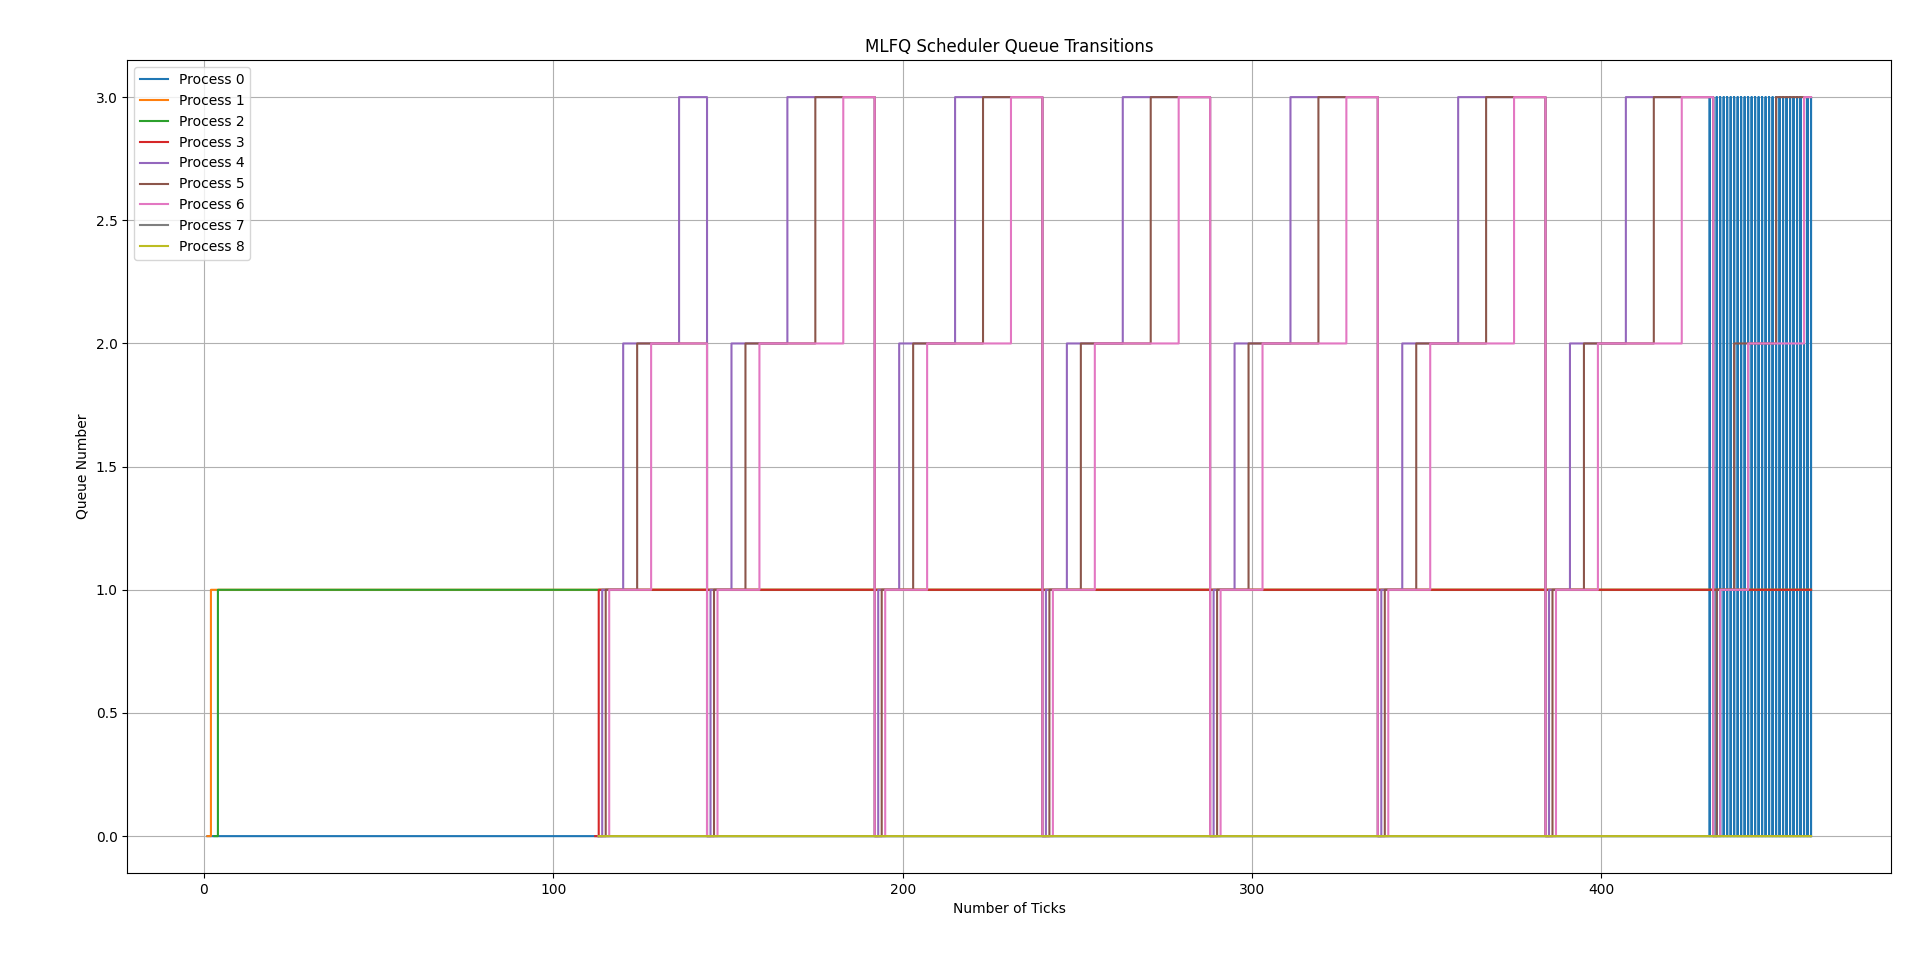 MLFQ Scheduler Queue Transitions
Process 0
Process 1
Process 2
Process 3
Process 4
Process 5
Process 6
Process 7
Process 8
3.0
2.5
2.0
1.5
1.0
0.5
0.0
Queue Number
0 100 200 300 400
Number of Ticks